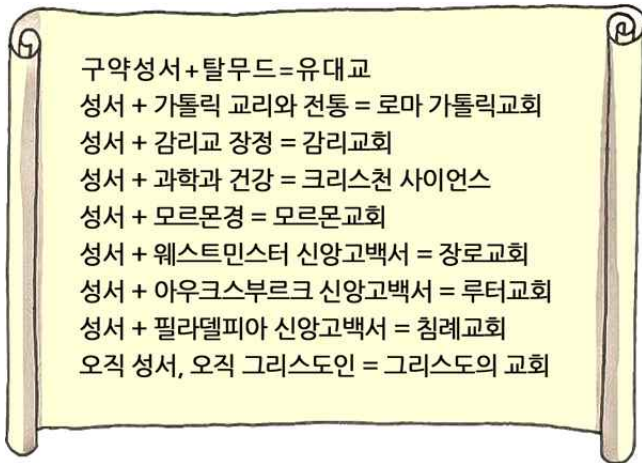 구약성서+탈무드=유대교
성서 + 가톨릭 교리와 전통 = 로마 가톨릭교회
성서 + 감리교 장정 = 감리교회
성서 + 과학과 건강 = 크리스천 사이언스
성서 + 모르몬경 = 모르몬교회
성서 + 웨스트민스터 신앙고백서 = 장로교회
성서 + 아우크스부르크 신앙고백서 = 루터교회
성서 + 필라델피아 신앙고백서 = 침례교회
오직 성서, 오직 그리스도인 = 그리스도의 교회